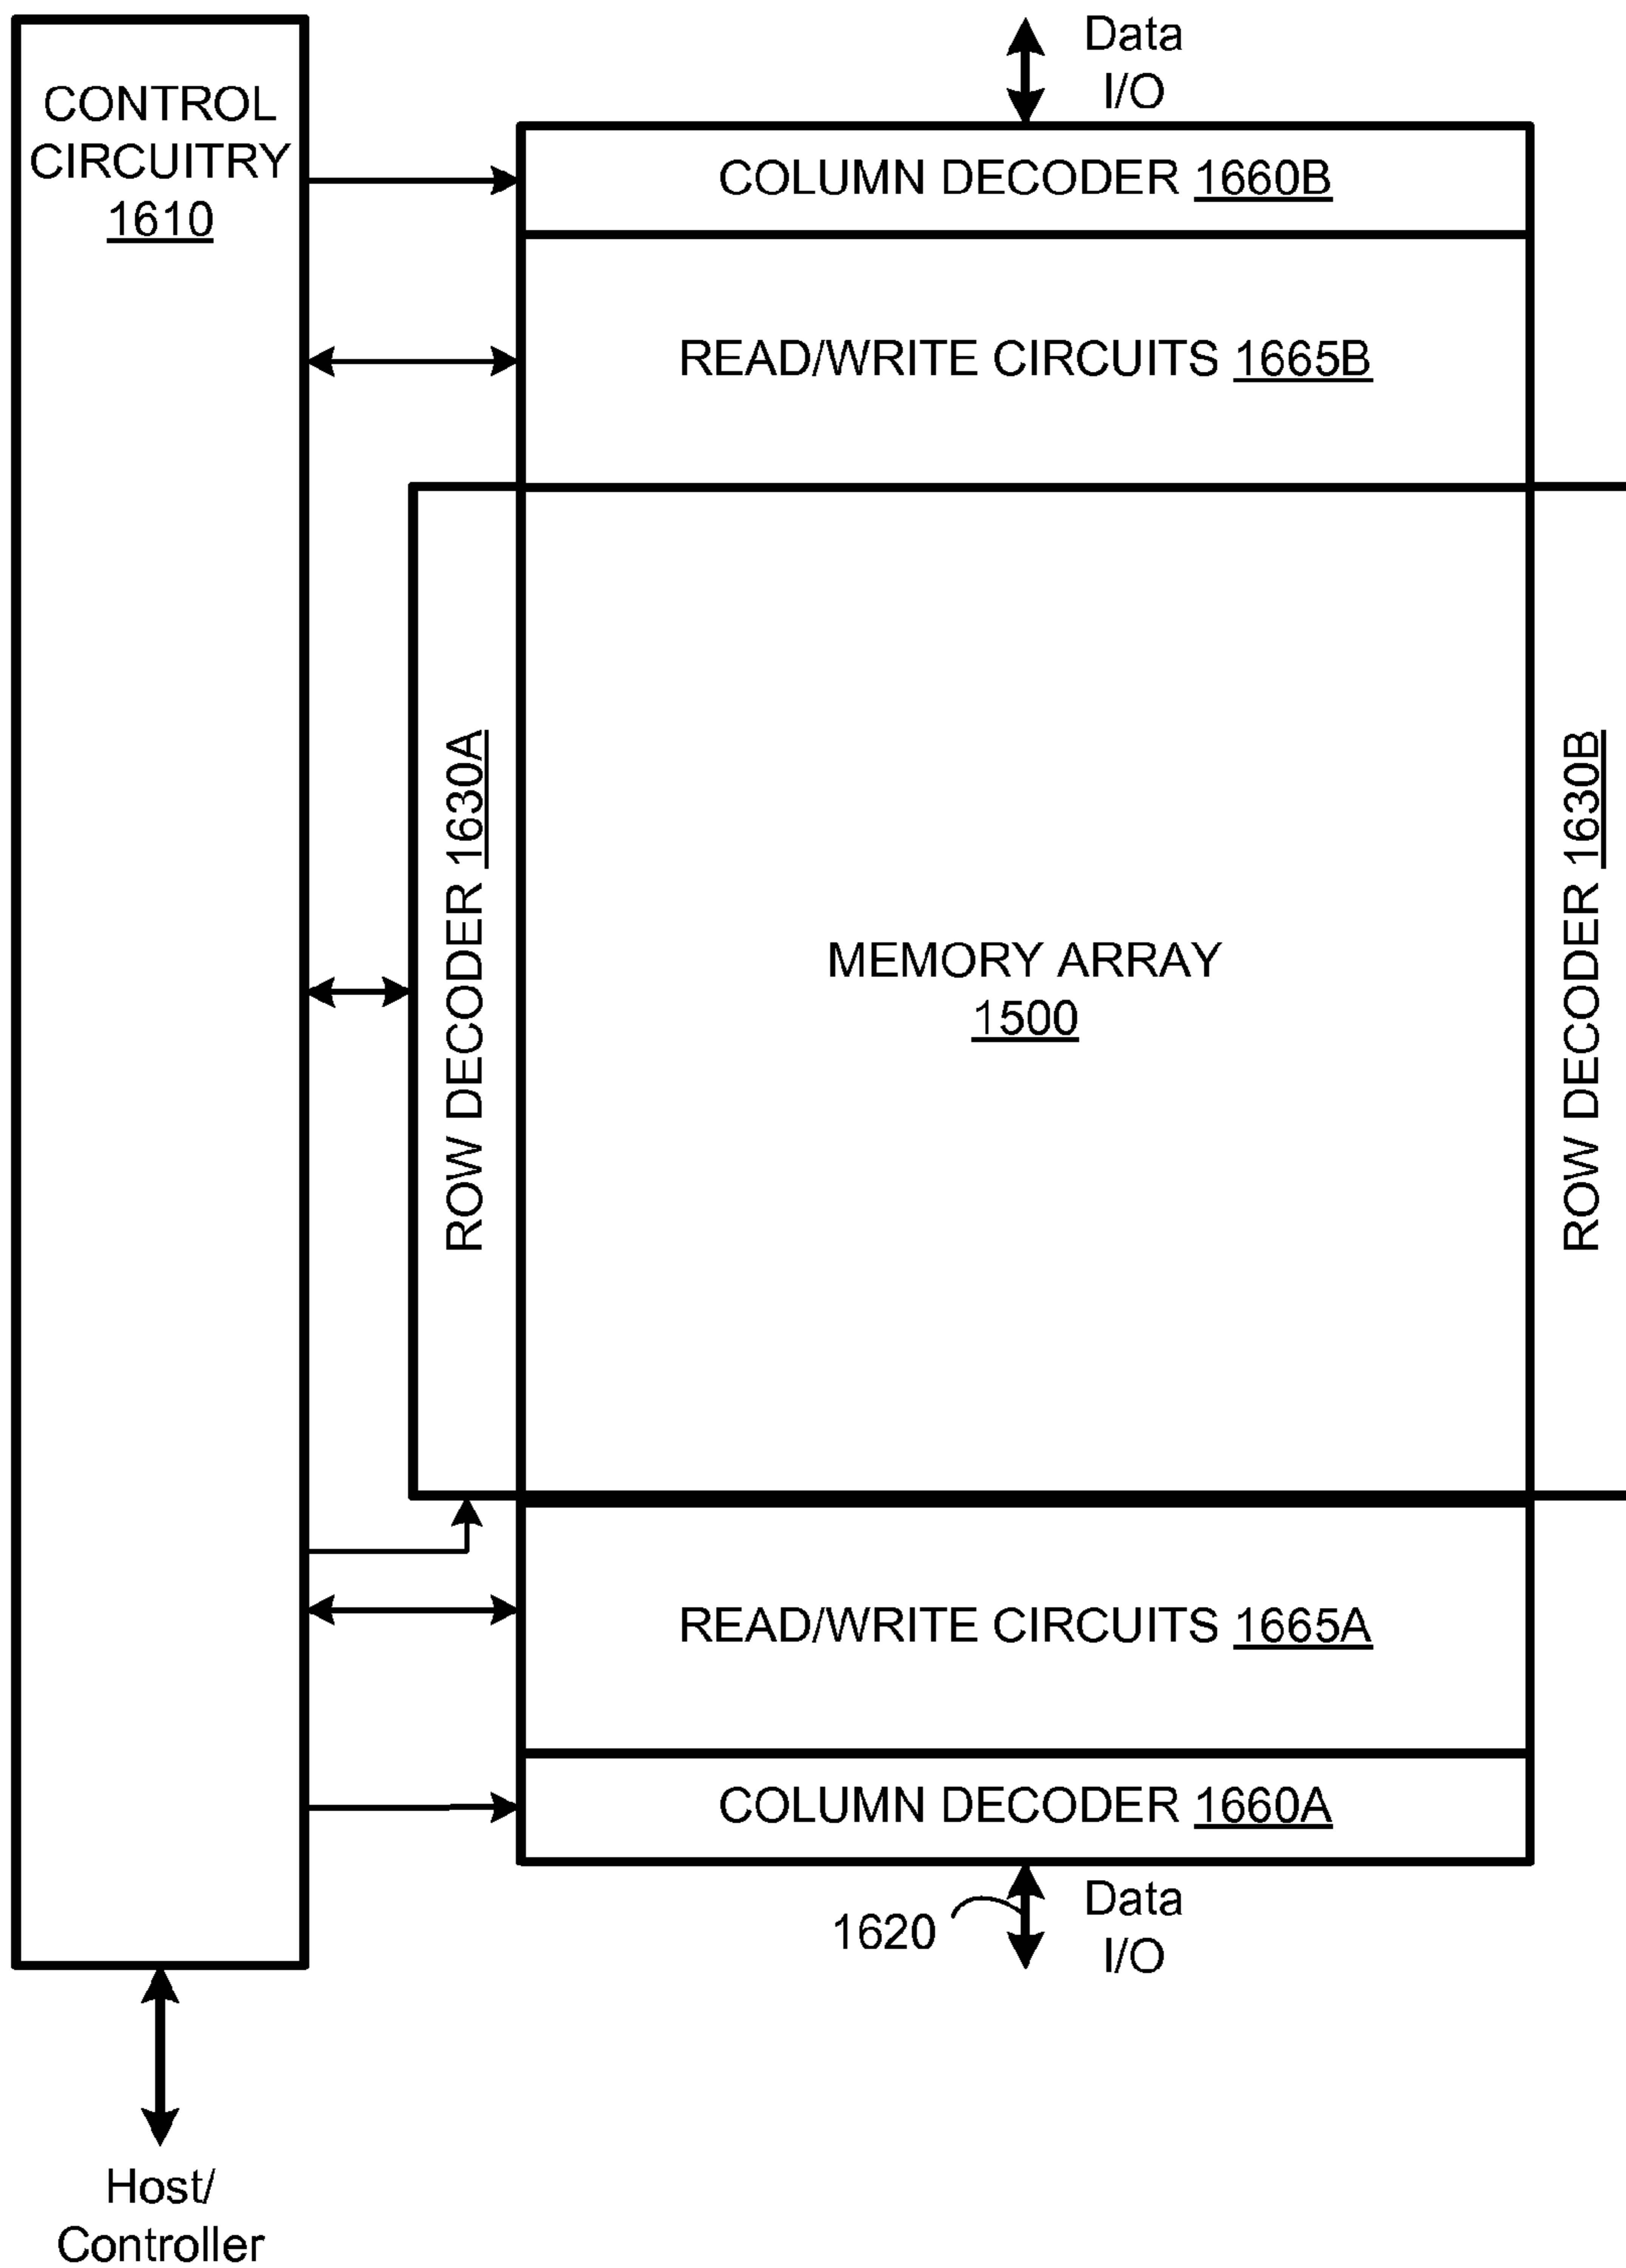 CONTROL
CIRCUITRY
1610
Data
I/O
COLUMN DECODER 1660B
READ/WRITE CIRCUITS 1665B
ROW DECODER 1630A
MEMORY ARRAY
1500
ROW DECODER 1630B
READ/WRITE CIRCUITS 1665A
COLUMN DECODER 1660A
1620
Data
I/O
Host/
Controller